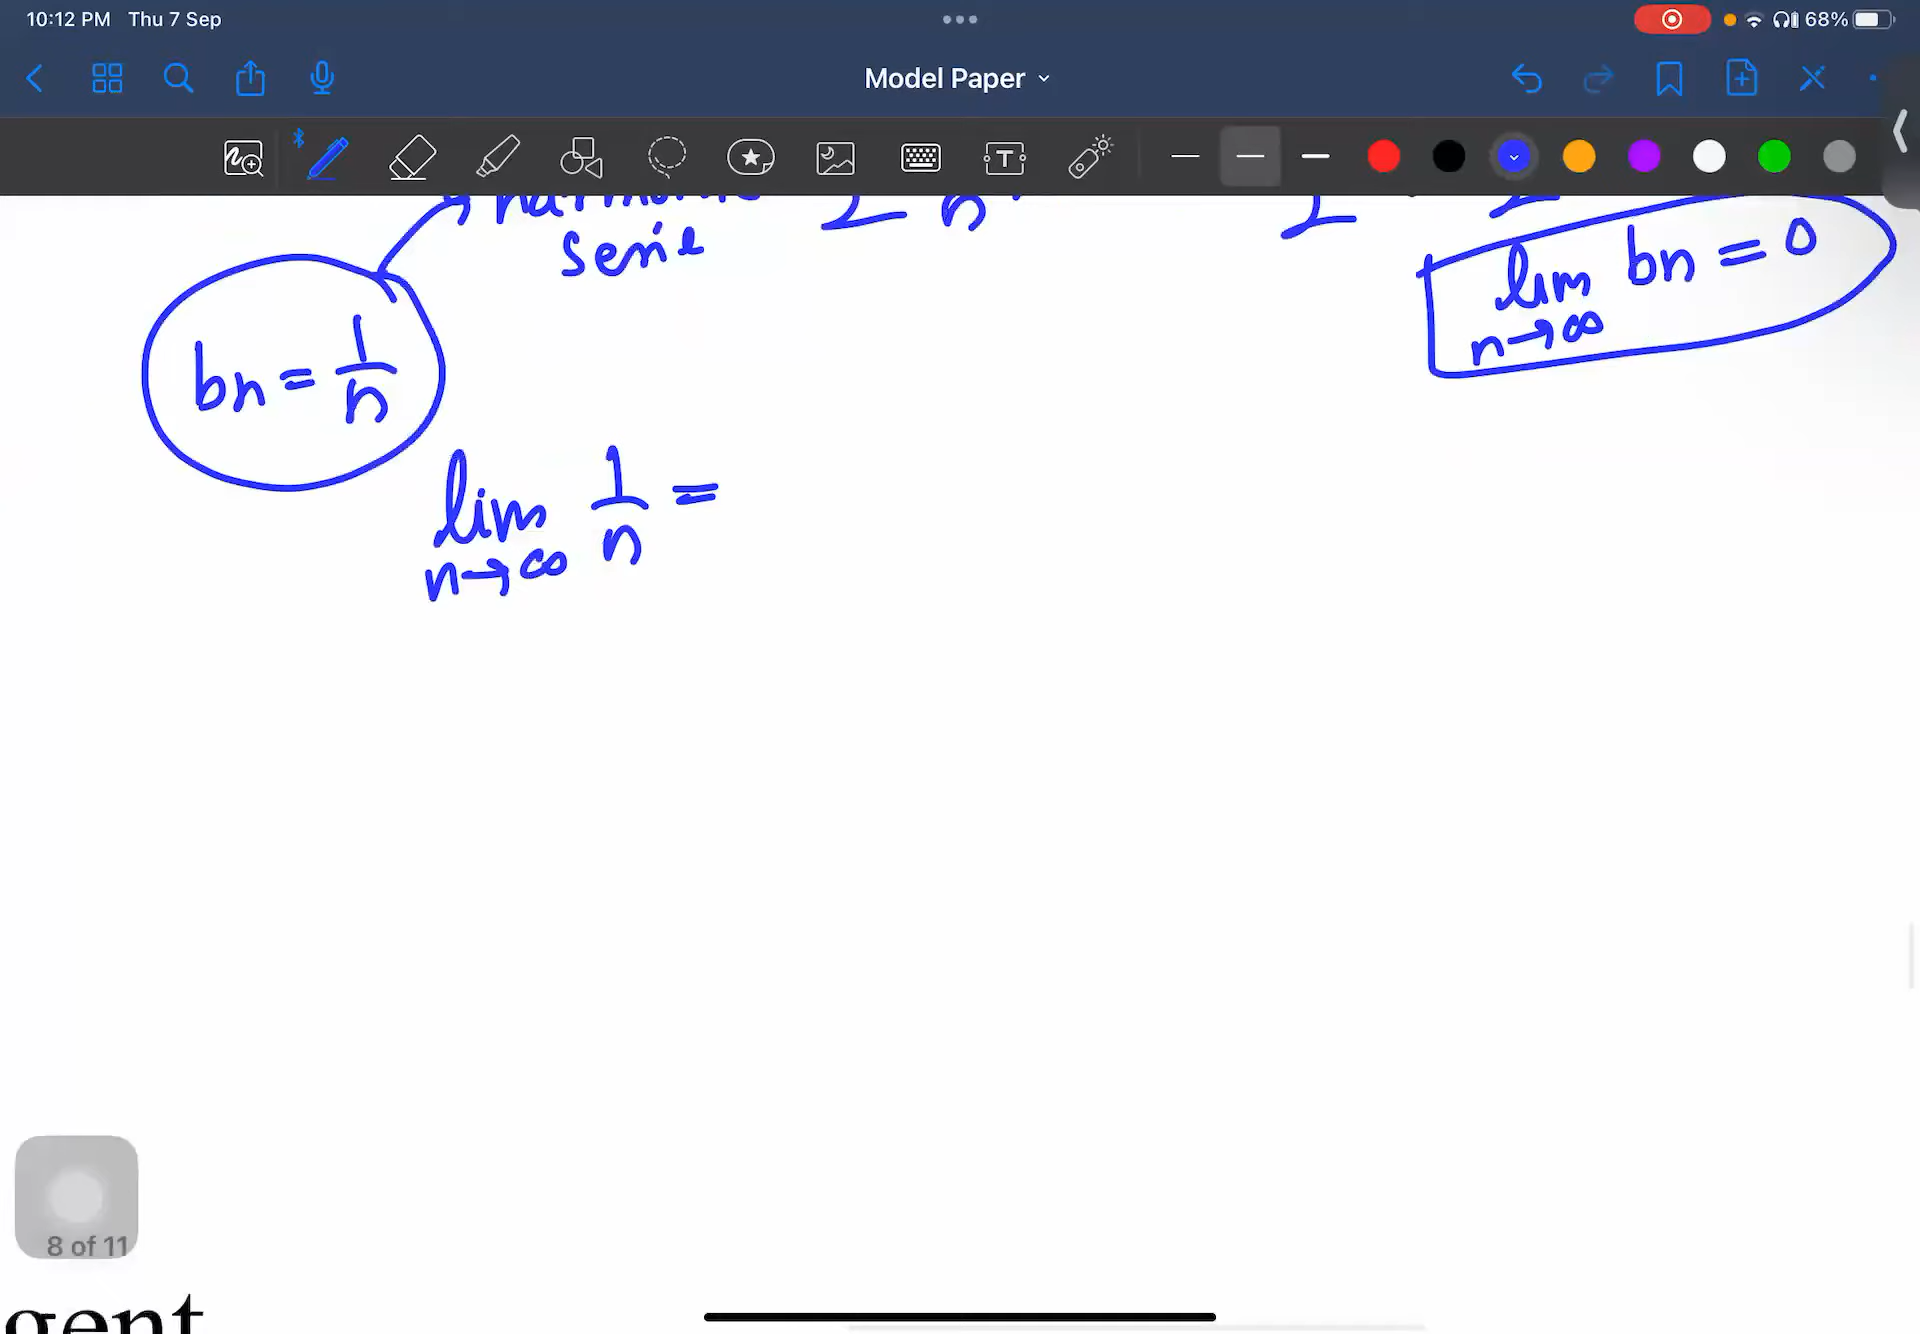 10:12 PM Thu 7 Sep
68%
Model Paper
T
serie
lim bn = 0
n→∞
bn = 1/n
lim 1/n =
n→∞
8 of 11
gent